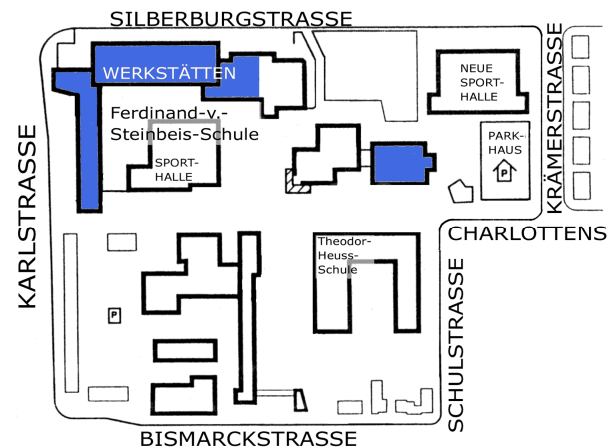 SILBERBURGSTRASSE
WERKSTÄTTEN
NEUE
SPORT-
HALLE
KRÄMERSTRASSE
Ferdinand-v.-
Steinbeis-Schule
SPORT-
HALLE
PARK-
HAUS
P
KARLSTRASSE
CHARLOTTENS
Theodor-
Heuss-
Schule
P
SCHULSTRASSE
BISMARCKSTRASSE